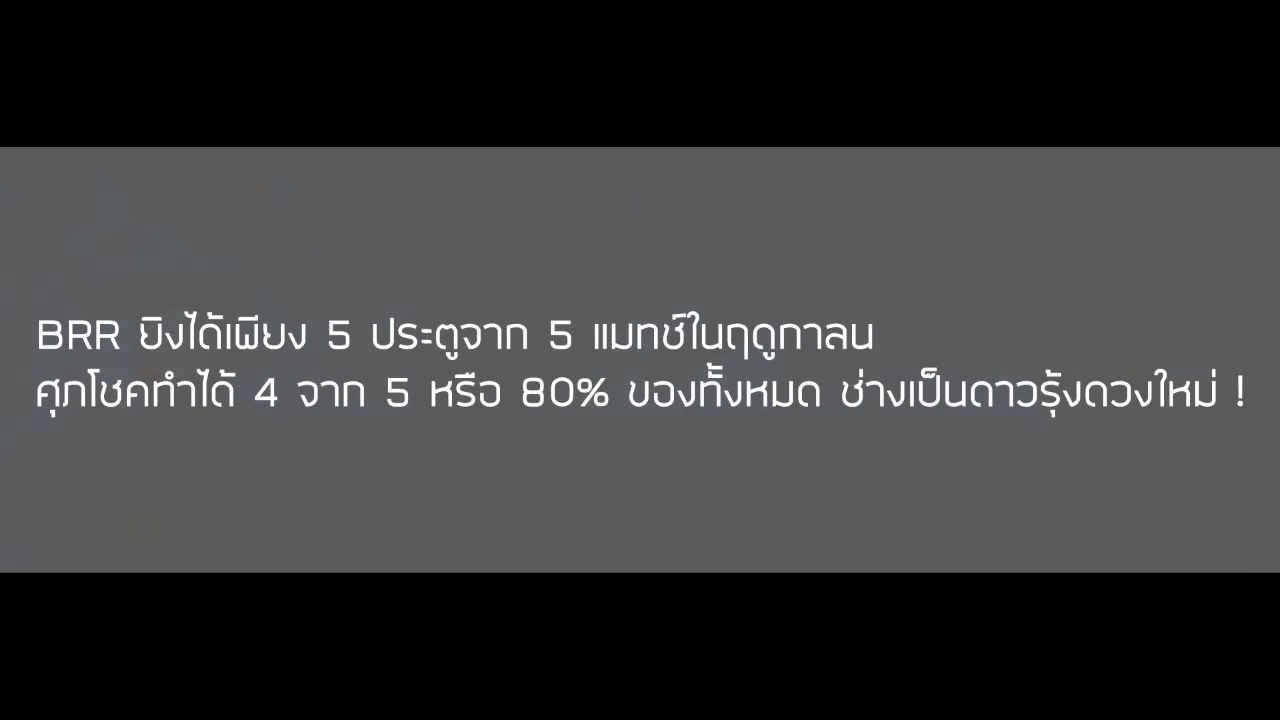 BRR ยิงได้เพียง 5 ประตูจาก 5 แมทช์ในฤดูกาลน
ศุภโชคทำได้ 4 จาก 5 หรือ 80% ของทั้งหมด ช่างเป็นดาวรุ้งดวงใหม่ !